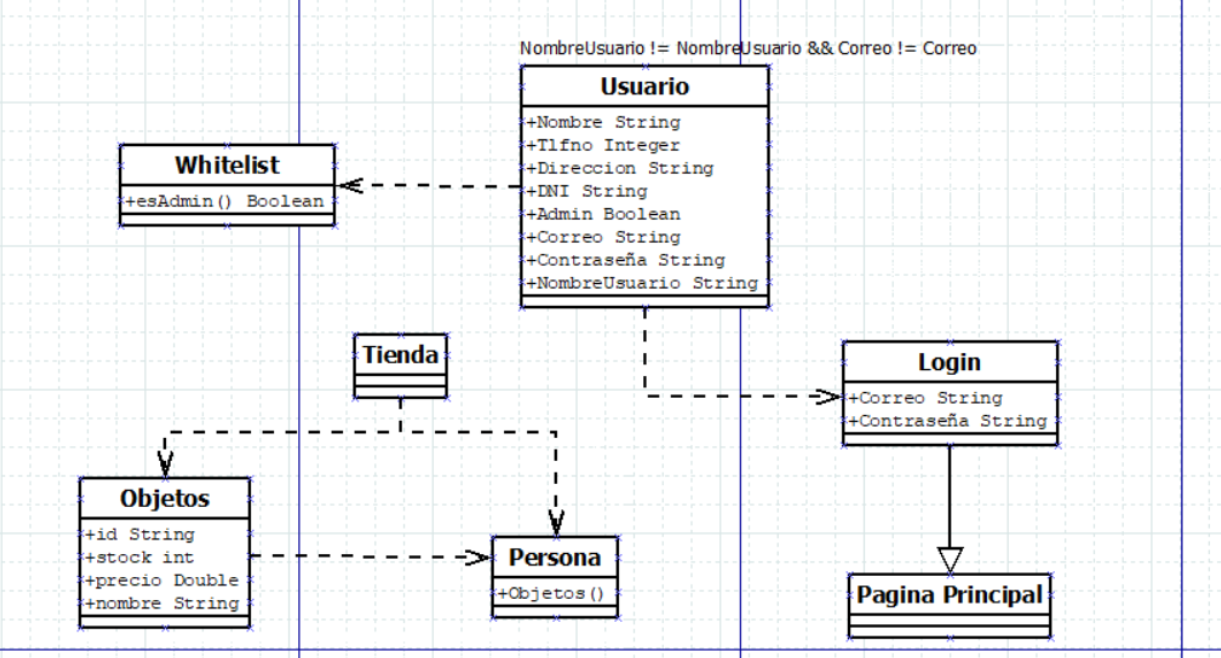 NombreUsuario != NombreUsuario && Correo != Correo
Usuario
+Nombre String
+Tlfno Integer
+Direccion String
+DNI String
+Admin Boolean
+Correo String
+Contraseña String
+NombreUsuario String
Whitelist
+esAdmin() Boolean
Tienda
Login
+Correo String
+Contraseña String
Objetos
+id String
+stock int
+precio Double
+nombre String
Persona
+Objetos()
Pagina Principal